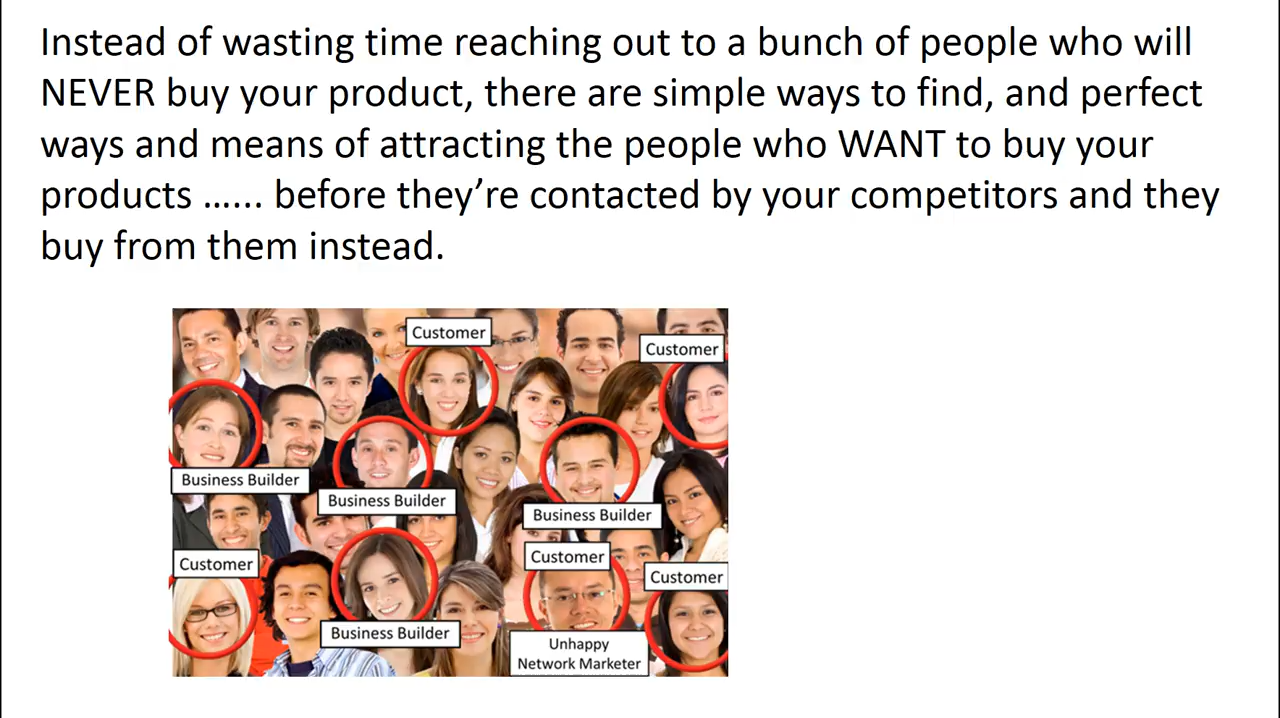 Instead of wasting time reaching out to a bunch of people who will
NEVER buy your product, there are simple ways to find, and perfect
ways and means of attracting the people who WANT to buy your
products …... before they’re contacted by your competitors and they
buy from them instead.
Customer
Customer
Business Builder
Business Builder
Business Builder
Customer
Customer
Customer
Business Builder
Unhappy
Network Marketer